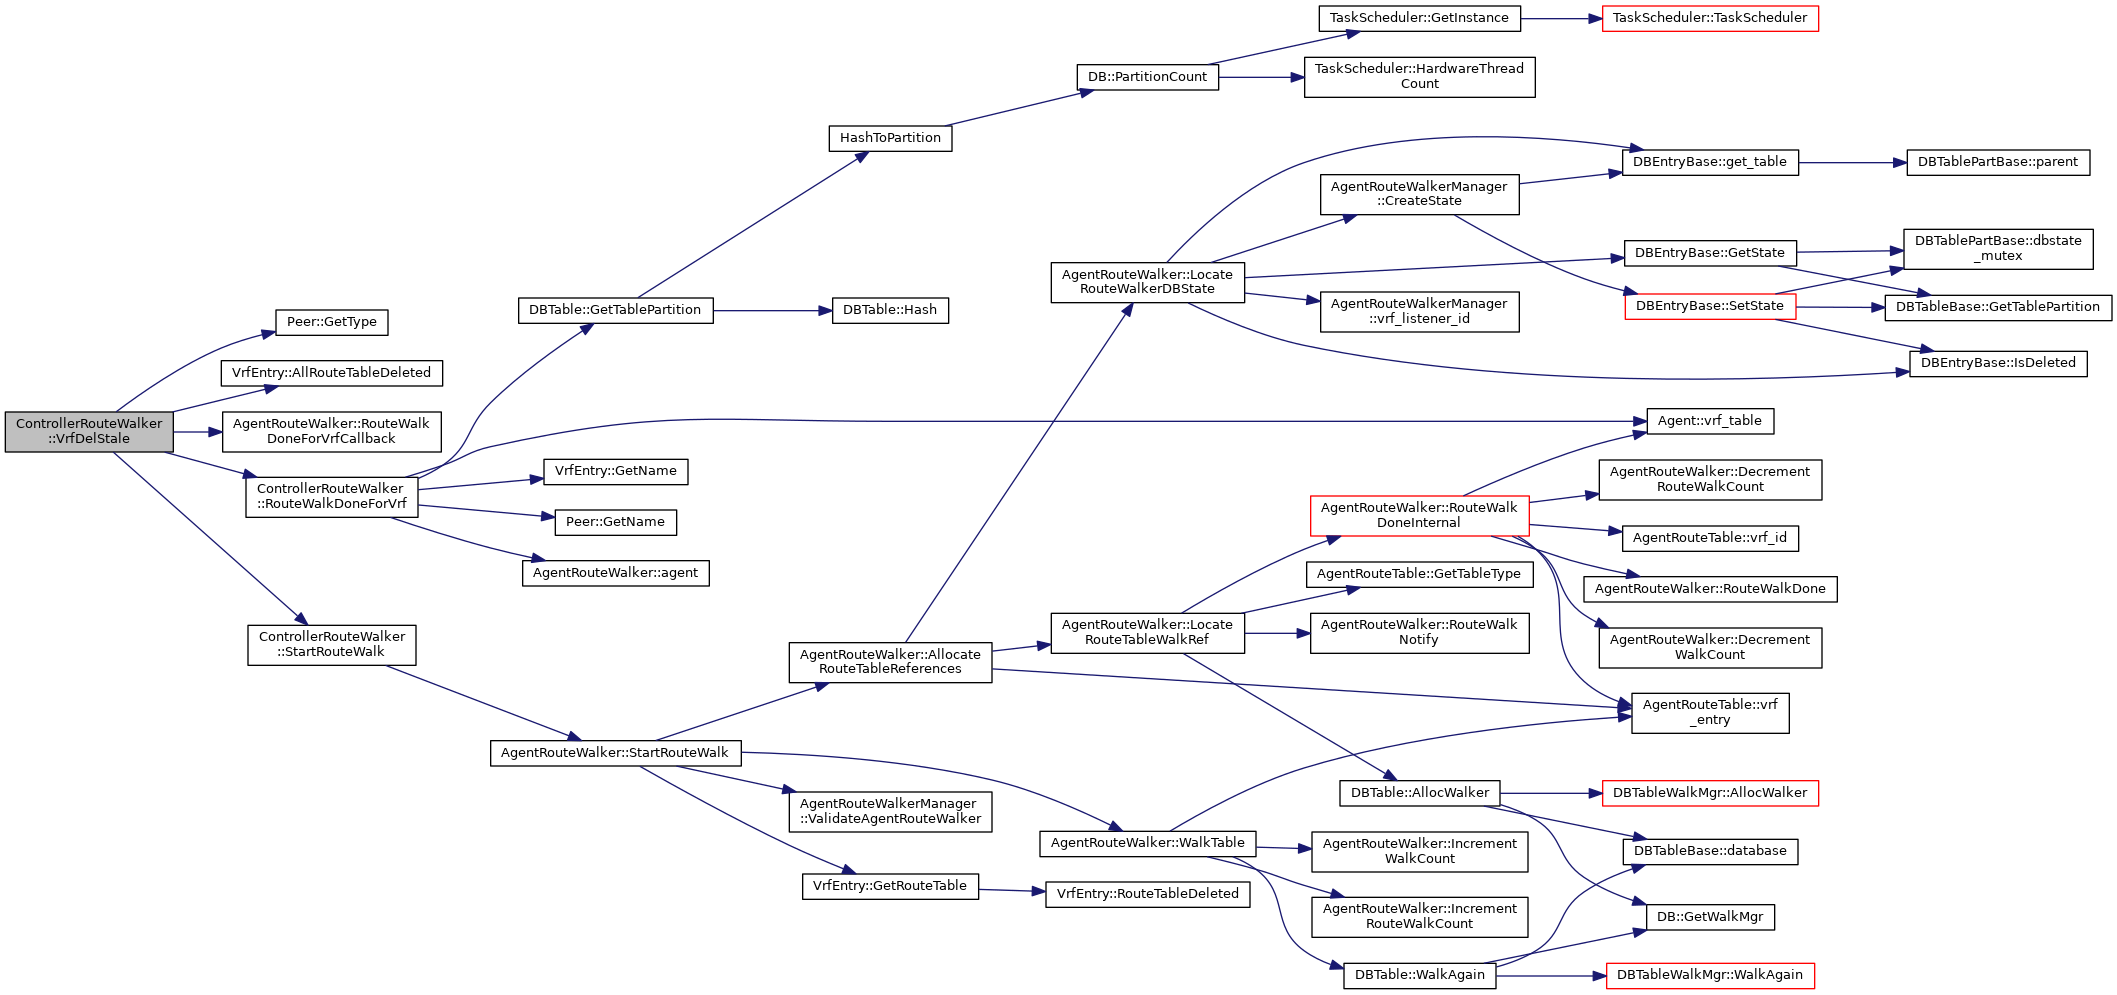 ControllerRouteWalker
::VrfDelStale
Peer::GetType
VrfEntry::AllRouteTableDeleted
AgentRouteWalker::RouteWalk
DoneForVrfCallback
ControllerRouteWalker
::RouteWalkDoneForVrf
ControllerRouteWalker
::StartRouteWalk
DBTable::GetTablePartition
VrfEntry::GetName
Peer::GetName
AgentRouteWalker::agent
AgentRouteWalker::StartRouteWalk
HashToPartition
DBTable::Hash
AgentRouteWalker::Allocate
RouteTableReferences
AgentRouteWalkerManager
::ValidateAgentRouteWalker
VrfEntry::GetRouteTable
DB::PartitionCount
AgentRouteWalker::Locate
RouteWalkerDBState
AgentRouteWalker::Locate
RouteTableWalkRef
AgentRouteWalker::WalkTable
VrfEntry::RouteTableDeleted
TaskScheduler::GetInstance
TaskScheduler::HardwareThread
Count
AgentRouteWalkerManager
::CreateState
AgentRouteWalkerManager
::vrf_listener_id
AgentRouteWalker::RouteWalk
DoneInternal
AgentRouteTable::GetTableType
AgentRouteWalker::RouteWalk
Notify
DBTable::AllocWalker
AgentRouteWalker::Increment
WalkCount
AgentRouteWalker::Increment
RouteWalkCount
DBTable::WalkAgain
TaskScheduler::TaskScheduler
DBEntryBase::get_table
DBEntryBase::GetState
DBEntryBase::SetState
Agent::vrf_table
AgentRouteWalker::Decrement
RouteWalkCount
AgentRouteTable::vrf_id
AgentRouteWalker::RouteWalkDone
AgentRouteWalker::Decrement
WalkCount
AgentRouteTable::vrf
_entry
DBTableWalkMgr::AllocWalker
DBTableBase::database
DB::GetWalkMgr
DBTableWalkMgr::WalkAgain
DBTablePartBase::parent
DBTablePartBase::dbstate
_mutex
DBTableBase::GetTablePartition
DBEntryBase::IsDeleted